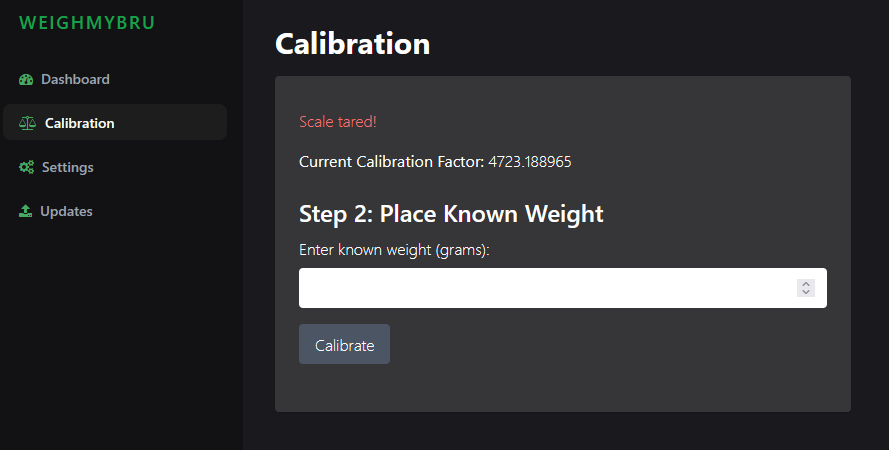 WEIGHMYBRU
Dashboard
Calibration
Settings
Updates
Calibration
Scale tared!
Current Calibration Factor: 4723.188965
Step 2: Place Known Weight
Enter known weight (grams):
Calibrate